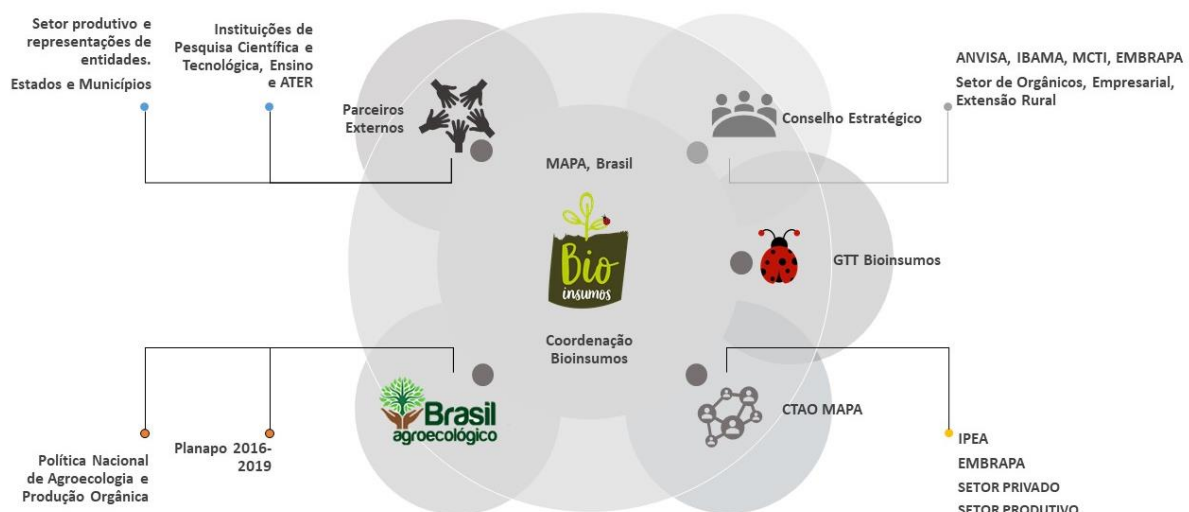 Setor produtivo e
representações de
entidades.
Estados e Municípios
Instituições de
Pesquisa Científica e
Tecnológica, Ensino
e ATER
Parceiros
Externos
MAPA, Brasil
Conselho Estratégico
ANVISA, IBAMA, MCTI, EMBRAPA
Setor de Orgânicos, Empresarial,
Extensão Rural
Bio
insumos
GTT Bioinsumos
Coordenação
Bioinsumos
Brasil
agroecológico
CTAO MAPA
Política Nacional
de Agroecologia e
Produção Orgânica
Planapo 2016-
2019
IPEA
EMBRAPA
SETOR PRIVADO
SETOR PRODUTIVO